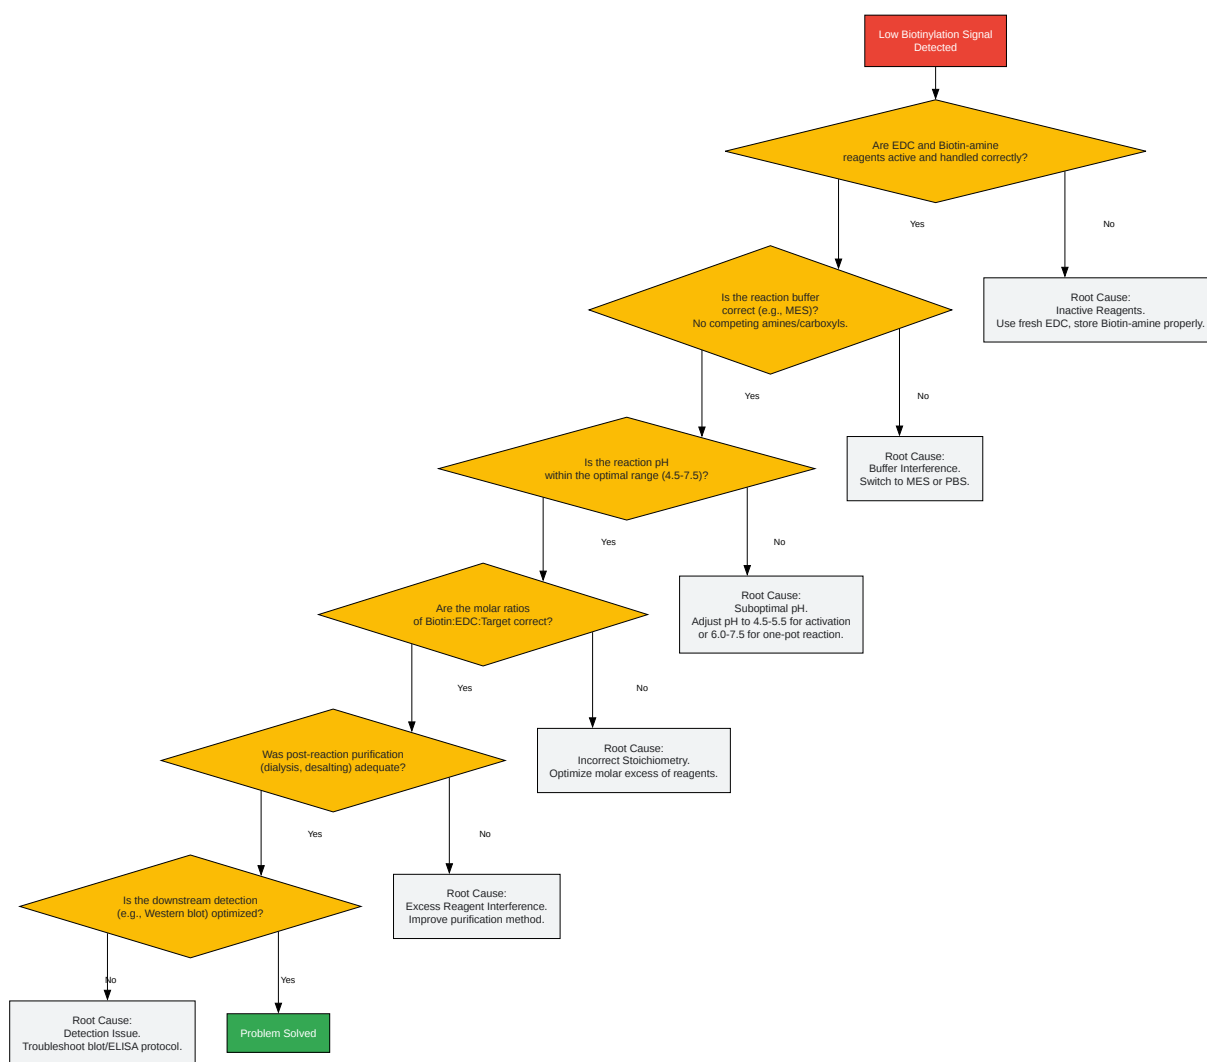 Low Biotinylation Signal
Detected
Are EDC and Biotin-amine
reagents active and handled correctly?
Yes
No
Is the reaction buffer
correct (e.g., MES)?
No competing amines/carboxyls.
Root Cause:
Inactive Reagents.
Use fresh EDC, store Biotin-amine properly.
Yes
No
Is the reaction pH
within the optimal range (4.5-7.5)?
Root Cause:
Buffer Interference.
Switch to MES or PBS.
Yes
No
Are the molar ratios
of Biotin:EDC:Target correct?
Root Cause:
Suboptimal pH.
Adjust pH to 4.5-5.5 for activation
or 6.0-7.5 for one-pot reaction.
Yes
No
Was post-reaction purification
(dialysis, desalting) adequate?
Root Cause:
Incorrect Stoichiometry.
Optimize molar excess of reagents.
Yes
No
Is the downstream detection
(e.g., Western blot) optimized?
Root Cause:
Excess Reagent Interference.
Improve purification method.
No
Yes
Root Cause:
Detection Issue.
Troubleshoot blot/ELISA protocol.
Problem Solved